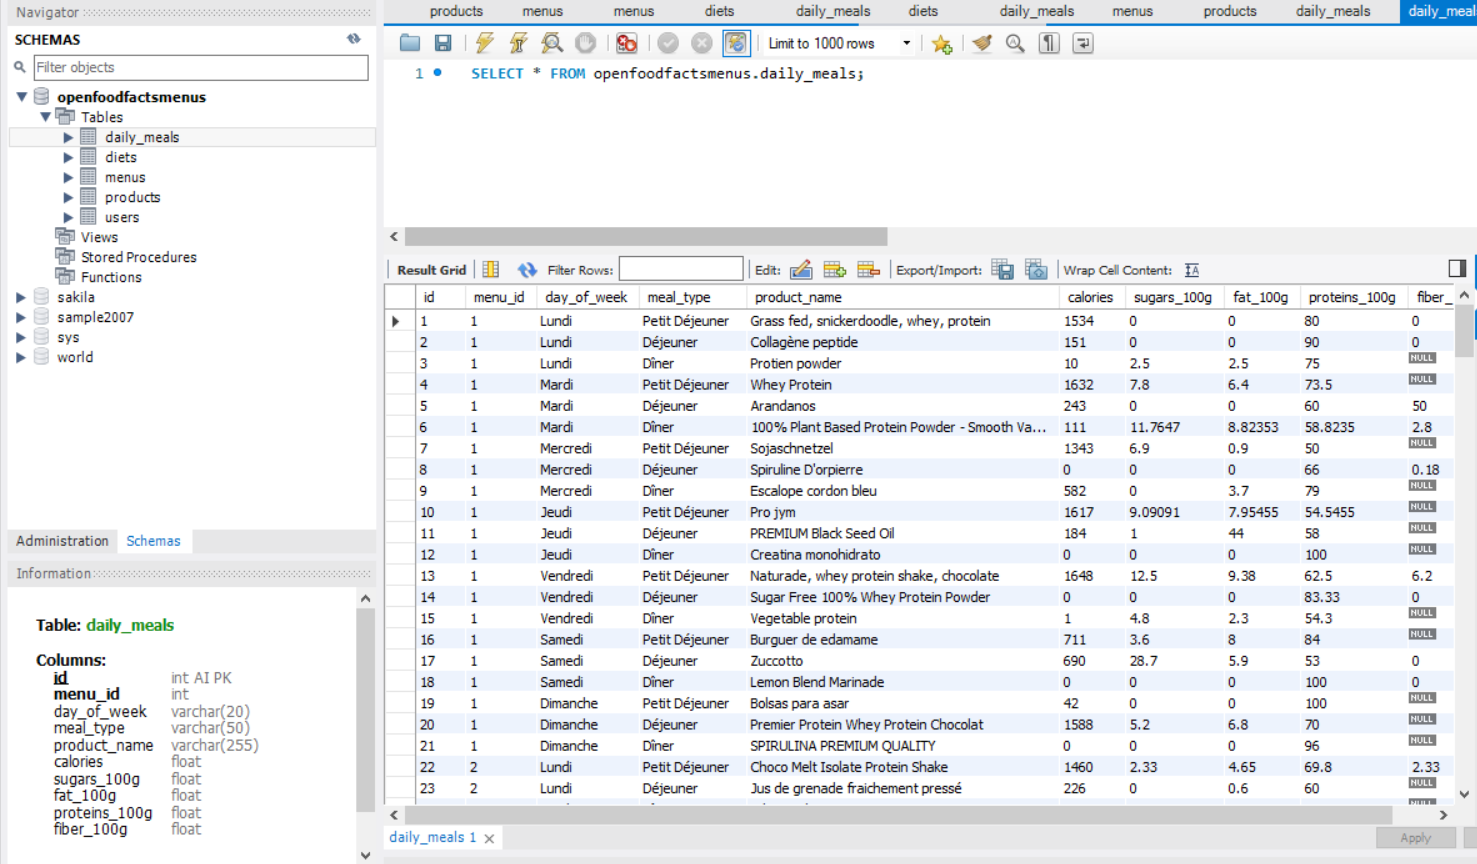 Navigator
SCHEMAS
Filter objects
openfoodfactsmenus
Tables
daily_meals
diets
menus
products
users
Views
Stored Procedures
Functions
sakila
sample2007
sys
world
Administration Schemas
Information
Table: daily_meals
Columns:
id int AI PK
menu_id int
day_of_week varchar(20)
meal_type varchar(50)
product_name varchar(255)
calories float
sugars_100g float
fat_100g float
proteins_100g float
fiber_100g float
products menus menus diets daily_meals diets daily_meals menus products daily_meals daily_meal
Limit to 1000 rows
1 SELECT * FROM openfoodfactsmenus.daily_meals;
Result Grid Filter Rows: Edit: Export/Import: Wrap Cell Content:
id menu_id day_of_week meal_type product_name calories sugars_100g fat_100g proteins_100g fiber_
1 1 Lundi Petit Déjeuner Grass fed, snickerdoodle, whey, protein 1534 0 0 80 0
2 1 Lundi Déjeuner Collagène peptide 151 0 0 90 0
3 1 Lundi Dîner Protien powder 10 2.5 2.5 75 NULL
4 1 Mardi Petit Déjeuner Whey Protein 1632 7.8 6.4 73.5 NULL
5 1 Mardi Déjeuner Arandanos 243 0 0 60 50
6 1 Mardi Dîner 100% Plant Based Protein Powder - Smooth Va... 111 11.7647 8.82353 58.8235 2.8
7 1 Mercredi Petit Déjeuner Sojaschnetzel 1343 6.9 0.9 50 NULL
8 1 Mercredi Déjeuner Spiruline D'orpierre 0 0 0 66 0.18
9 1 Mercredi Dîner Escalope cordon bleu 582 0 3.7 79 NULL
10 1 Jeudi Petit Déjeuner Pro jym 1617 9.09091 7.95455 54.5455 NULL
11 1 Jeudi Déjeuner PREMIUM Black Seed Oil 184 1 44 58 NULL
12 1 Jeudi Dîner Creatina monohidrato 0 0 0 100 NULL
13 1 Vendredi Petit Déjeuner Naturade, whey protein shake, chocolate 1648 12.5 9.38 62.5 6.2
14 1 Vendredi Déjeuner Sugar Free 100% Whey Protein Powder 0 0 0 83.33 0
15 1 Vendredi Dîner Vegetable protein 1 4.8 2.3 54.3 NULL
16 1 Samedi Petit Déjeuner Burguer de edamame 711 3.6 8 84 NULL
17 1 Samedi Déjeuner Zuccotto 690 28.7 5.9 53 0
18 1 Samedi Dîner Lemon Blend Marinade 0 0 0 100 0
19 1 Dimanche Petit Déjeuner Bolsas para asar 42 0 0 100 NULL
20 1 Dimanche Déjeuner Premier Protein Whey Protein Chocolat 1588 5.2 6.8 70 NULL
21 1 Dimanche Dîner SPIRULINA PREMIUM QUALITY 0 0 0 96 NULL
22 2 Lundi Petit Déjeuner Choco Melt Isolate Protein Shake 1460 2.33 4.65 69.8 2.33
23 2 Lundi Déjeuner Jus de grenade fraichement pressé 226 0 0.6 60 NULL
daily_meals 1
Apply